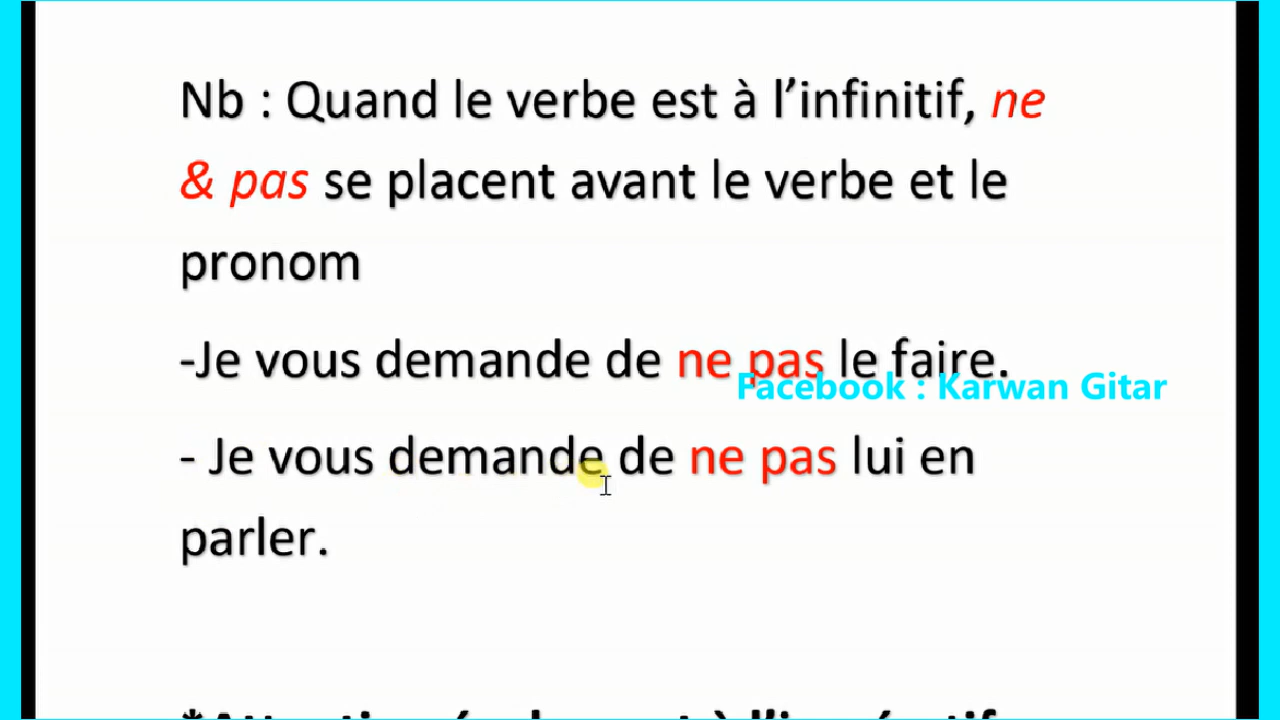 Nb : Quand le verbe est à l’infinitif, ne
& pas se placent avant le verbe et le
pronom
-Je vous demande de ne pas le faire.
Facebook : Karwan Gitar
- Je vous demande de ne pas lui en
parler.